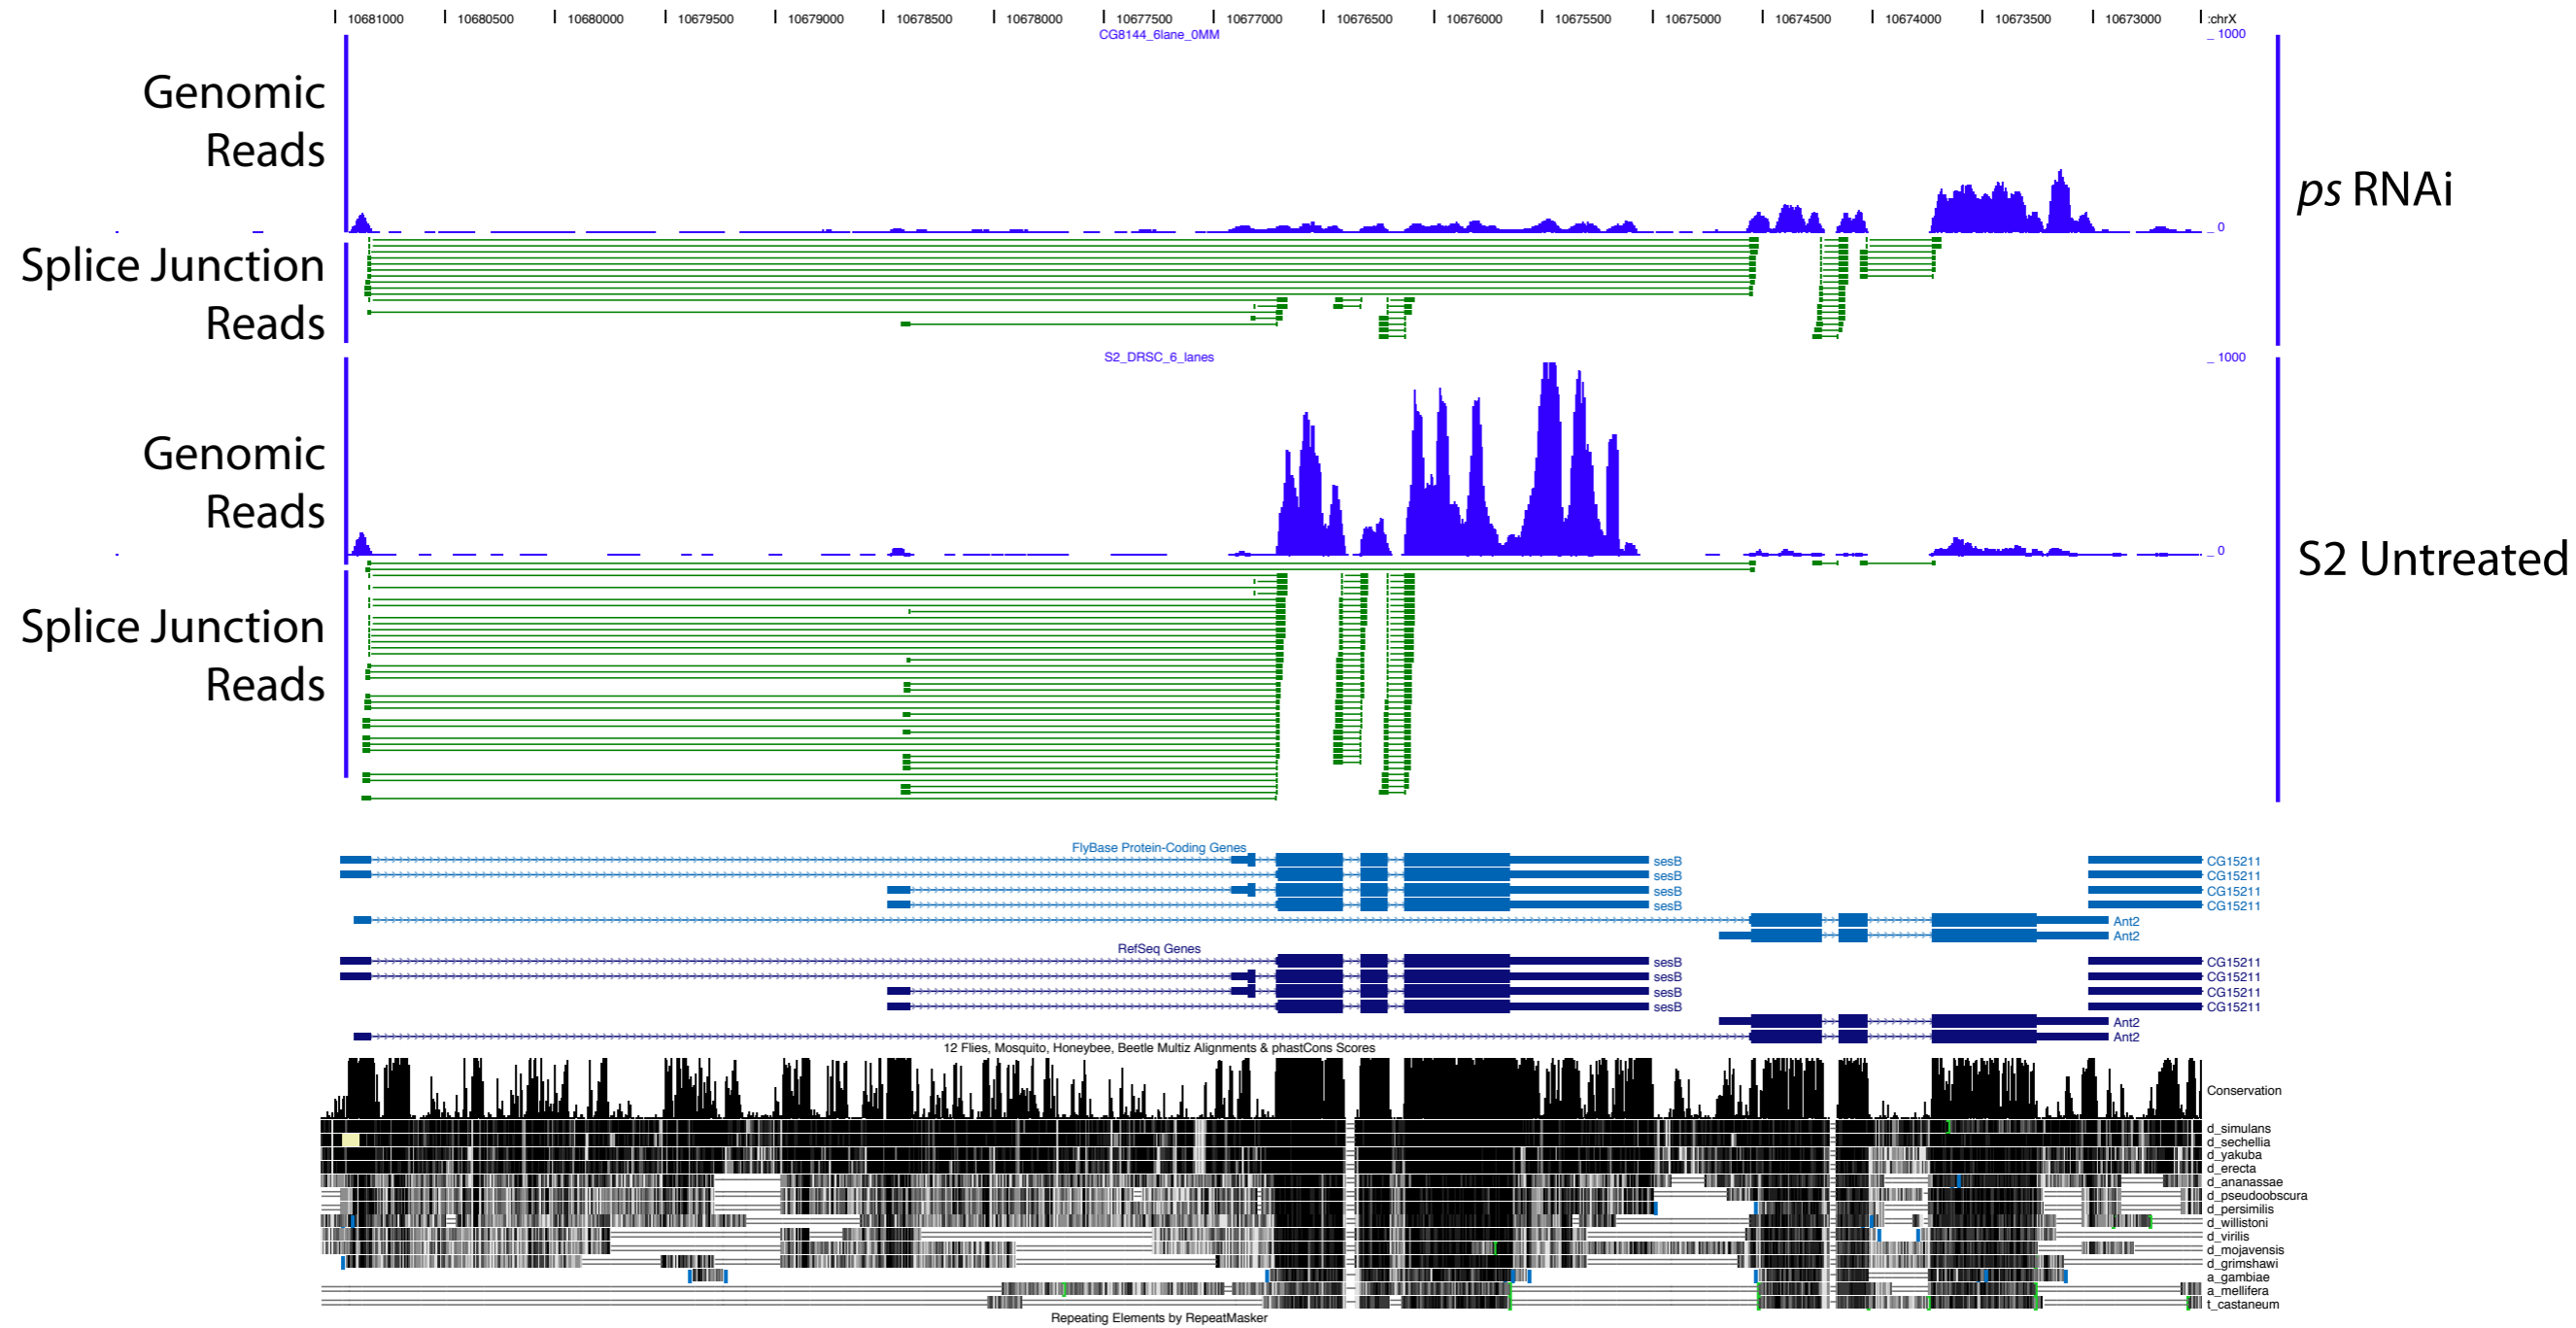 10681000 10680500 10680000 10679500 10679000 10678500 10678000 10677500 10677000 10676500 10676000 10675500 10675000 10674500 10674000 10673500 10673000 :chrX
CG8144_6lane_0MM
_ 1000
Genomic
Reads
ps RNAi
_ 0
Splice Junction
Reads
S2_DRSC_6_lanes
_ 1000
Genomic
Reads
_ 0
S2 Untreated
Splice Junction
Reads
FlyBase Protein-Coding Genes
sesB CG15211
sesB CG15211
sesB CG15211
sesB CG15211
Ant2
Ant2
RefSeq Genes
sesB CG15211
sesB CG15211
sesB CG15211
sesB CG15211
Ant2
Ant2
12 Flies, Mosquito, Honeybee, Beetle Multiz Alignments & phastCons Scores
Conservation
d_simulans
d_sechellia
d_yakuba
d_erecta
d_ananassae
d_pseudoobscura
d_persimilis
d_willistoni
d_virilis
d_mojavensis
d_grimshawi
a_gambiae
a_mellifera
t_castaneum
Repeating Elements by RepeatMasker